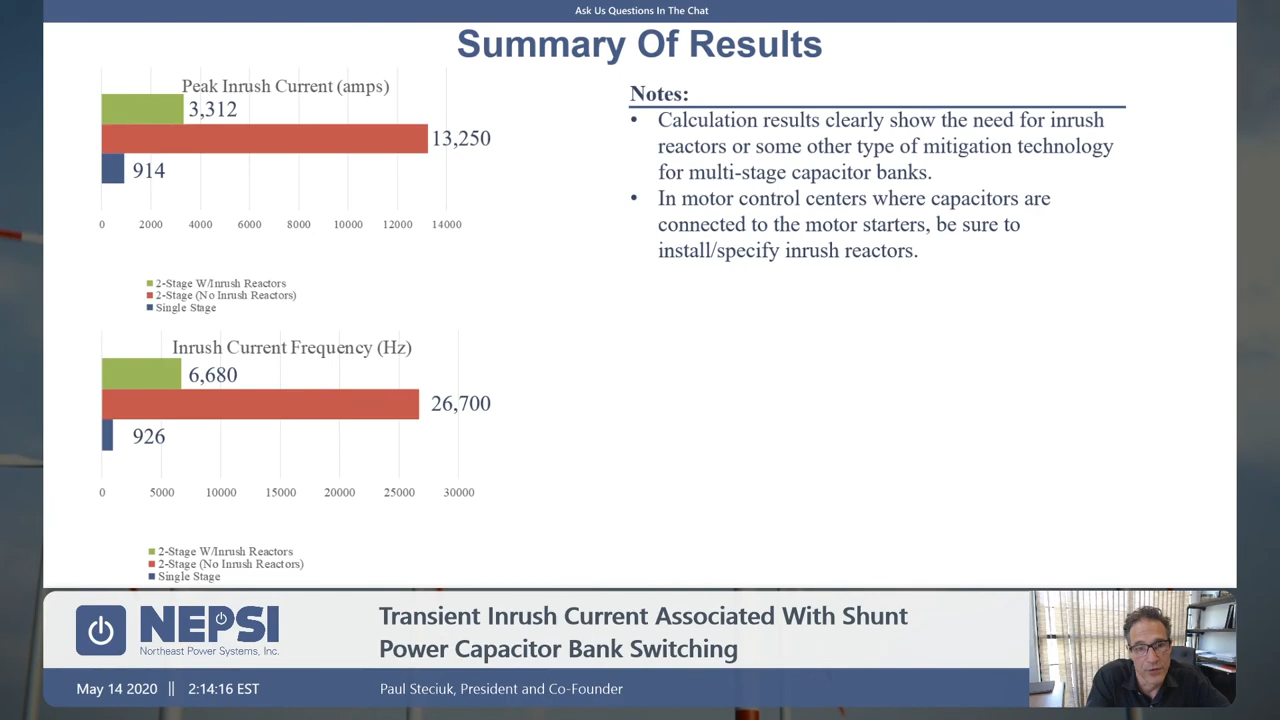 Ask Us Questions In The Chat
Summary Of Results
Peak Inrush Current (amps)
3,312
13,250
914
0 2000 4000 6000 8000 10000 12000 14000
2-Stage W/Inrush Reactors
2-Stage (No Inrush Reactors)
Single Stage
Inrush Current Frequency (Hz)
6,680
26,700
926
0 5000 10000 15000 20000 25000 30000
2-Stage W/Inrush Reactors
2-Stage (No Inrush Reactors)
Single Stage
Notes:
• Calculation results clearly show the need for inrush
reactors or some other type of mitigation technology
for multi-stage capacitor banks.
• In motor control centers where capacitors are
connected to the motor starters, be sure to
install/specify inrush reactors.
NEPSI
Northeast Power Systems, Inc.
Transient Inrush Current Associated With Shunt
Power Capacitor Bank Switching
May 14 2020 || 2:14:16 EST
Paul Steciuk, President and Co-Founder